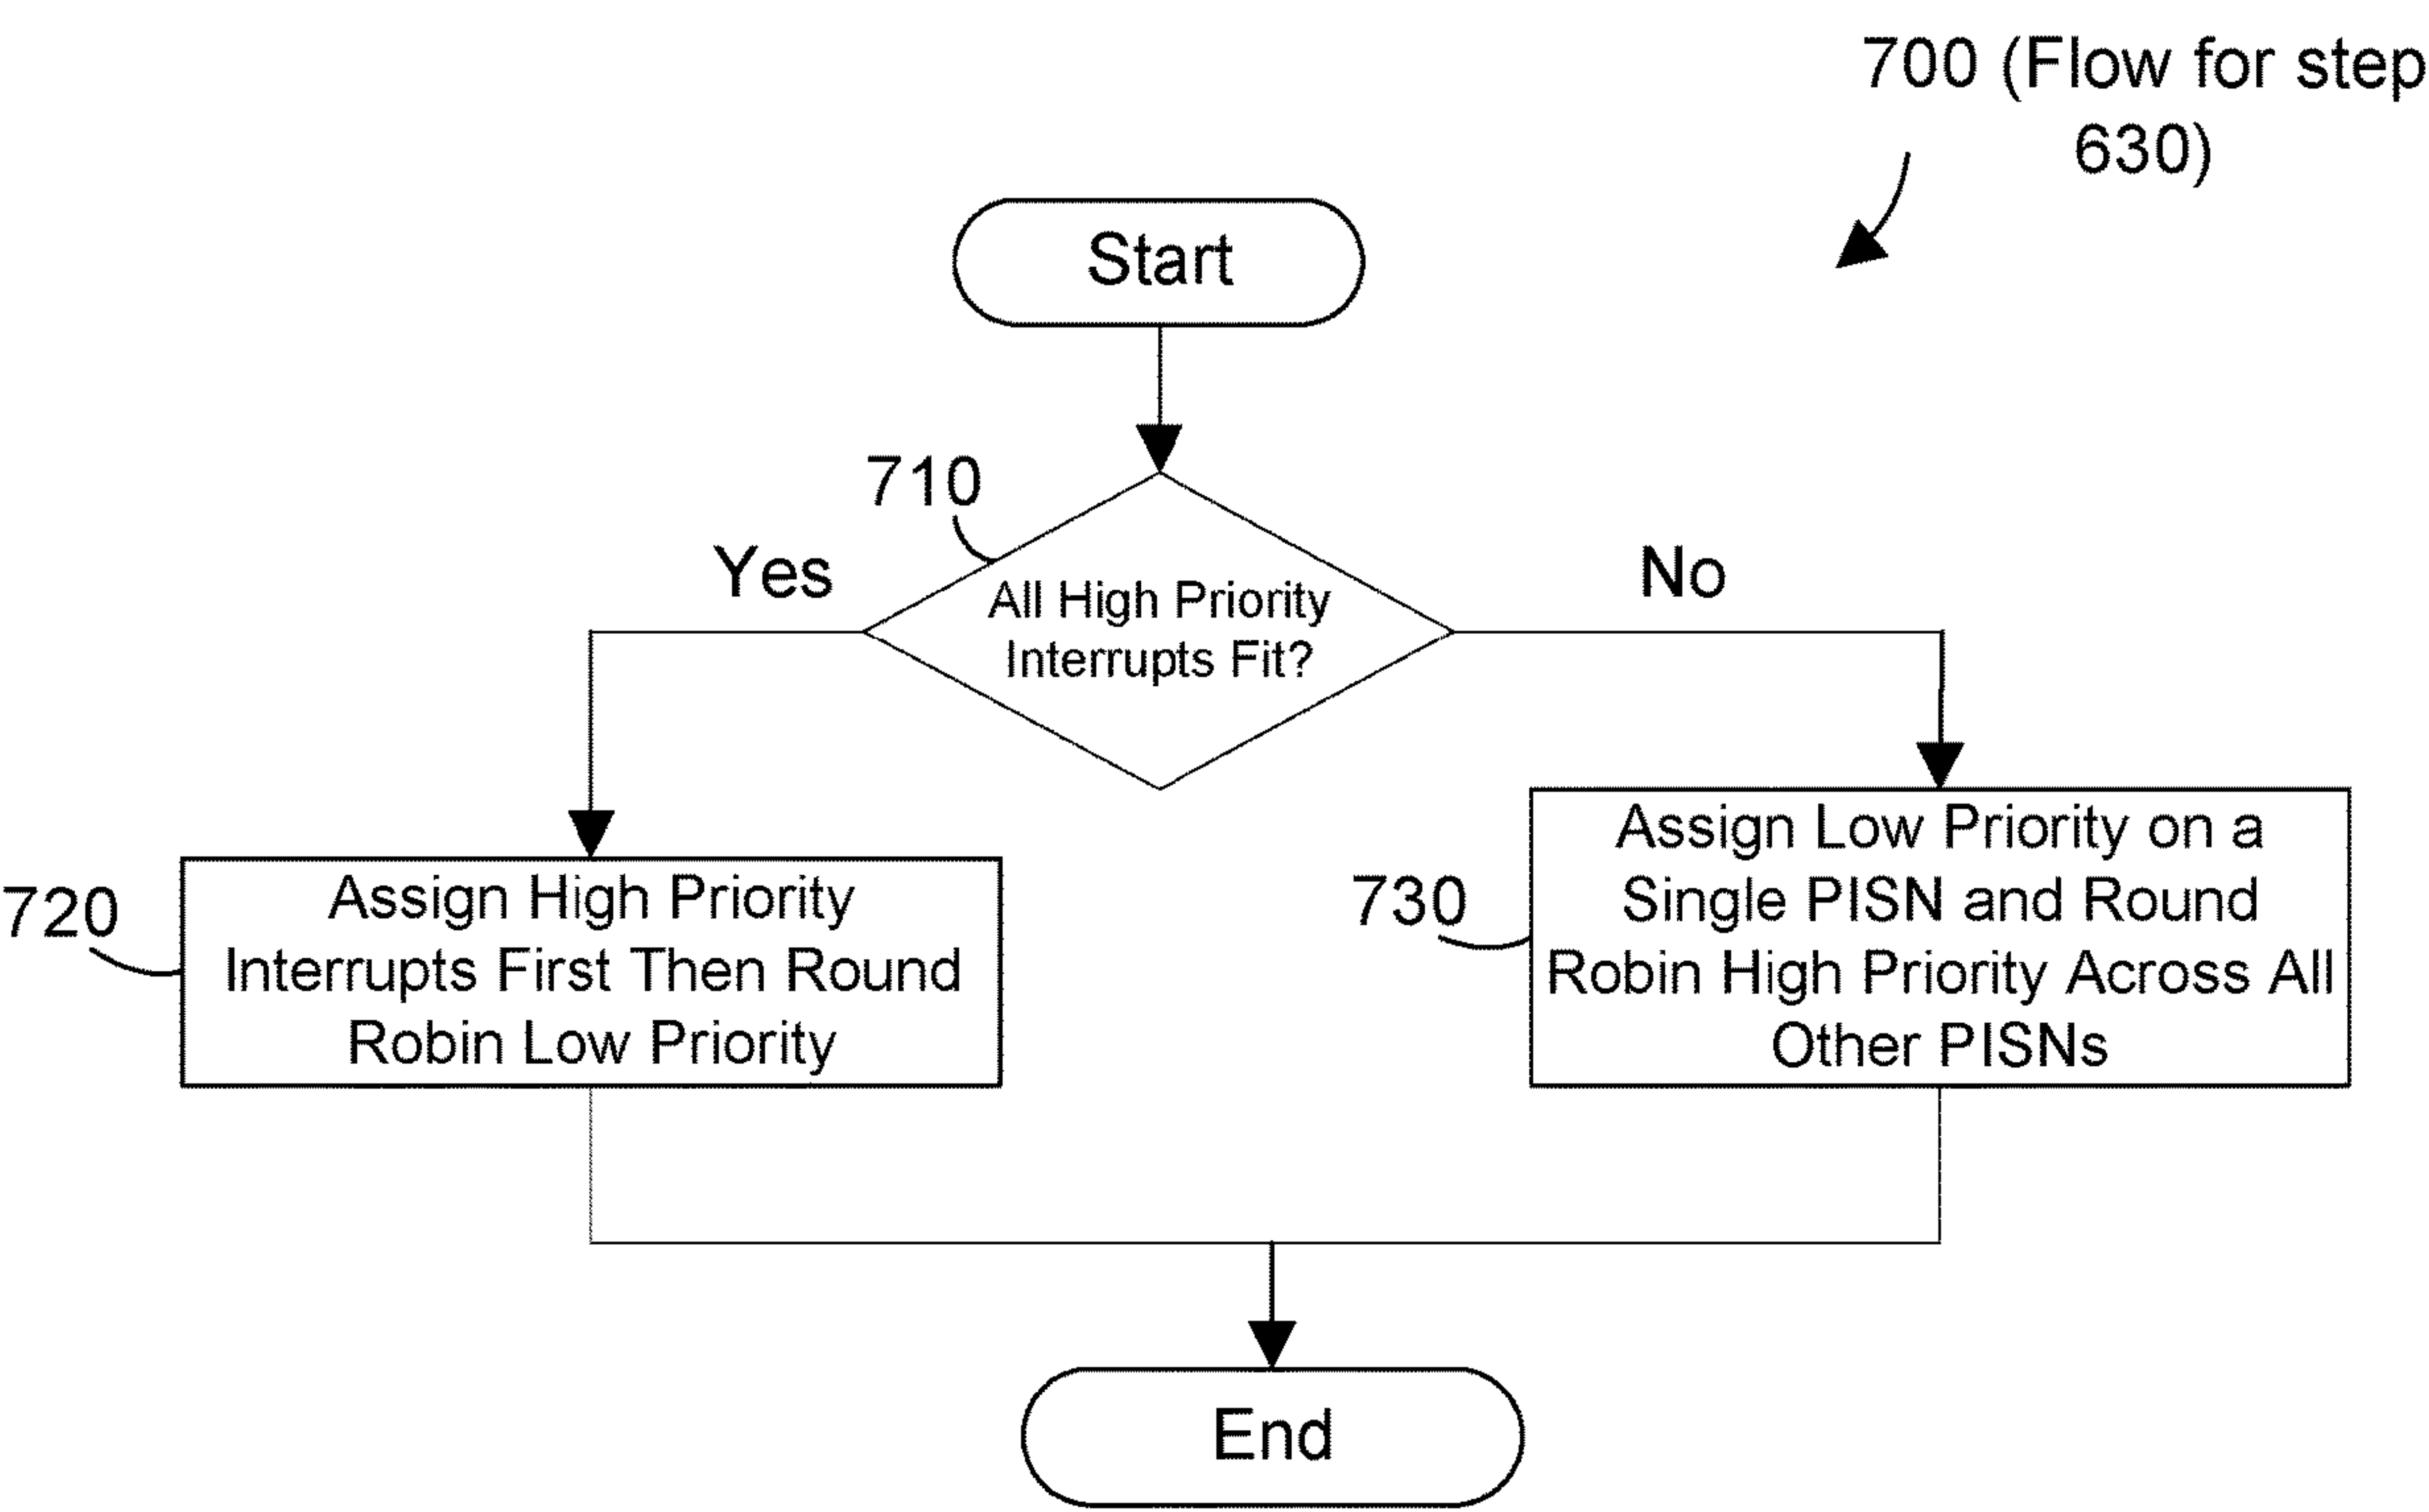 700 (Flow for step
630)
Start
710
Yes
No
All High Priority
Interrupts Fit?
720
Assign High Priority
Interrupts First Then Round
Robin Low Priority
730
Assign Low Priority on a
Single PISN and Round
Robin High Priority Across All
Other PISNs
End